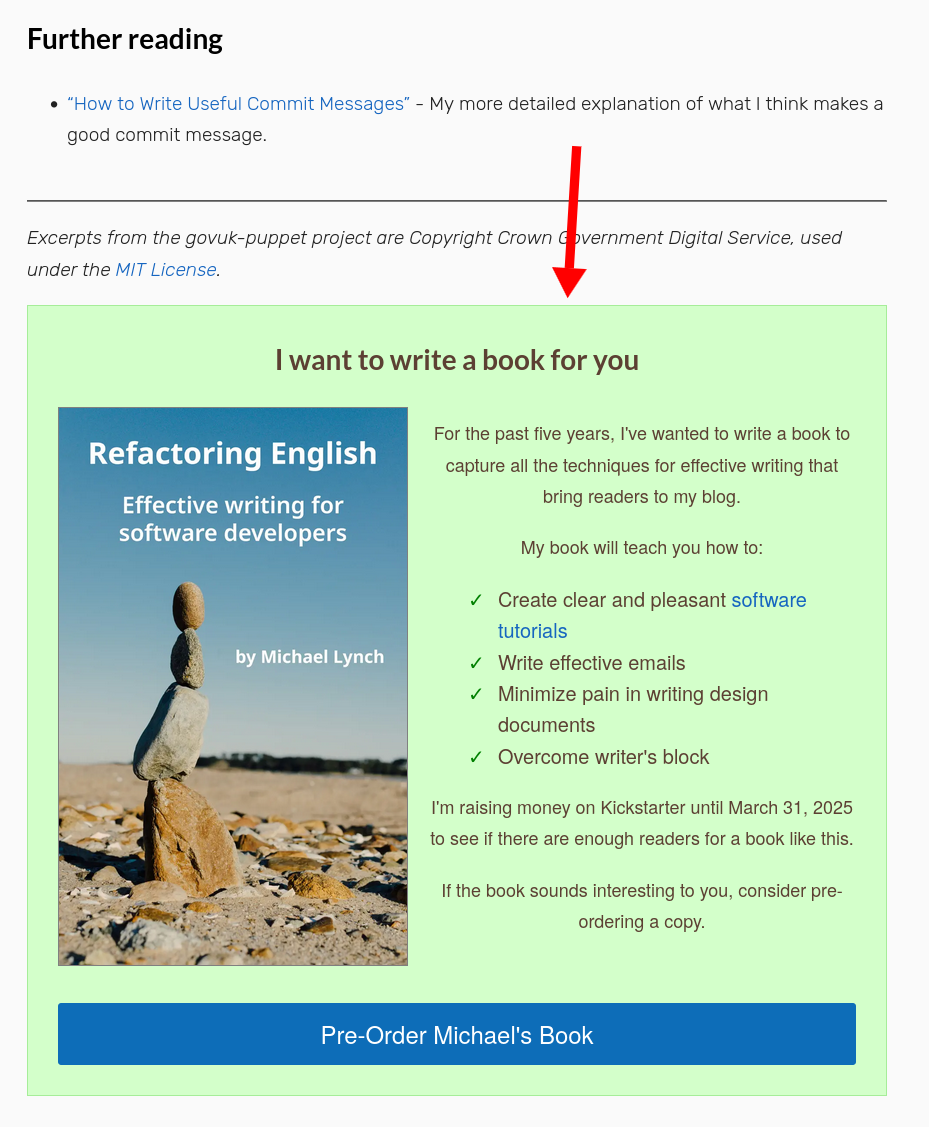 Further reading
• “How to Write Useful Commit Messages” - My more detailed explanation of what I think makes a
good commit message.
Excerpts from the govuk-puppet project are Copyright Crown Government Digital Service, used
under the MIT License.
I want to write a book for you
Refactoring English
Effective writing for
software developers
by Michael Lynch
For the past five years, I've wanted to write a book to
capture all the techniques for effective writing that
bring readers to my blog.
My book will teach you how to:
✓ Create clear and pleasant software
tutorials
✓ Write effective emails
✓ Minimize pain in writing design
documents
✓ Overcome writer's block
I'm raising money on Kickstarter until March 31, 2025
to see if there are enough readers for a book like this.
If the book sounds interesting to you, consider pre-
ordering a copy.
Pre-Order Michael's Book